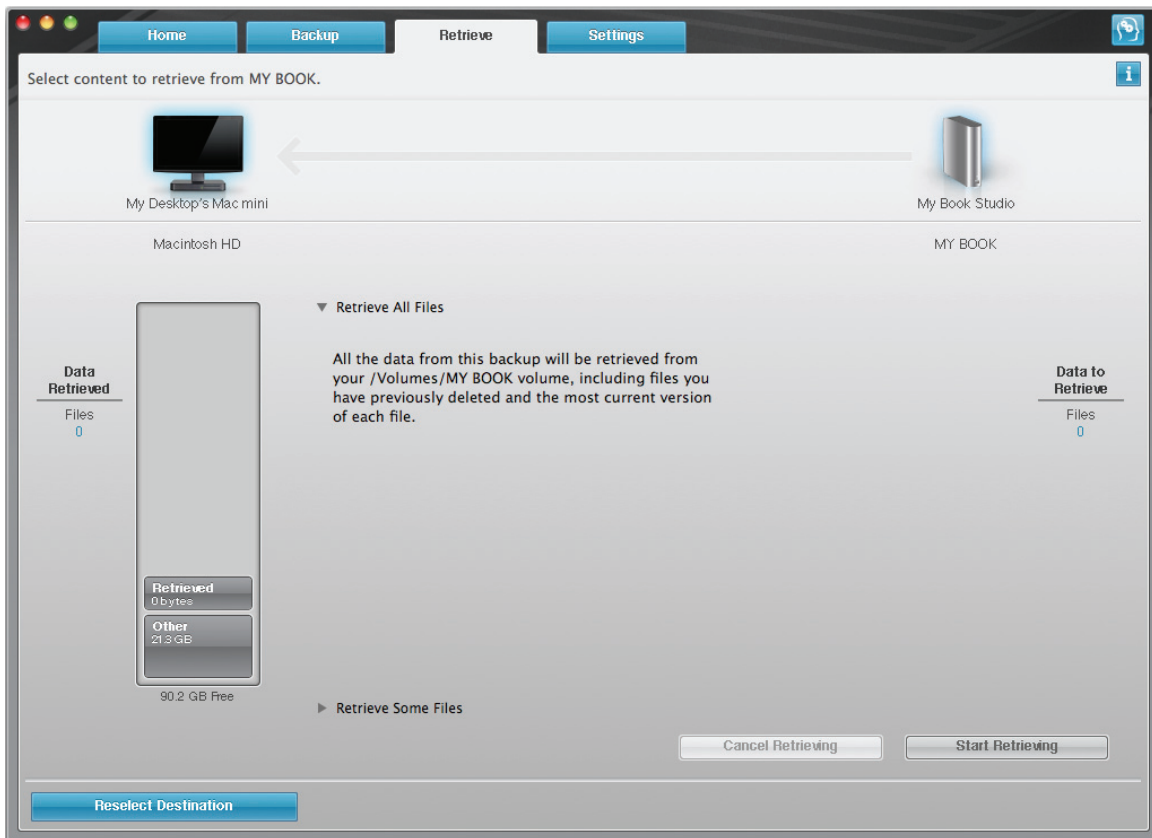 Home
Backup
Retrieve
Settings
Select content to retrieve from MY BOOK.
i
My Desktop's Mac mini
My Book Studio
Macintosh HD
MY BOOK
Retrieve All Files
All the data from this backup will be retrieved from
your /Volumes/MY BOOK volume, including files you
have previously deleted and the most current version
of each file.
Data
Retrieved
Files
0
Data to
Retrieve
Files
0
Retrieved
0 bytes
Other
21.3 GB
90.2 GB Free
Retrieve Some Files
Cancel Retrieving
Start Retrieving
Reselect Destination